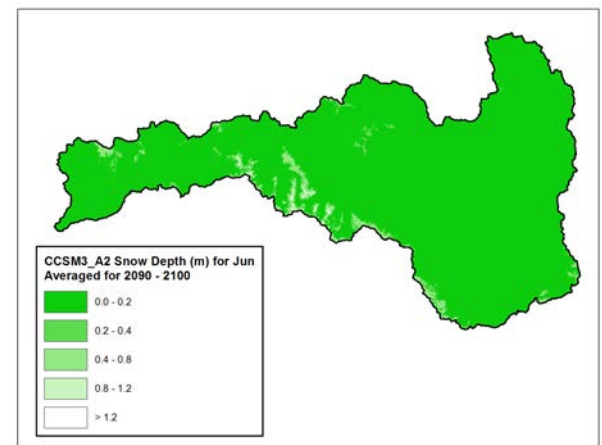 CCSM3_A2 Snow Depth (m) for Jun
Averaged for 2090 - 2100
0.0 - 0.2
0.2 - 0.4
0.4 - 0.8
0.8 - 1.2
> 1.2